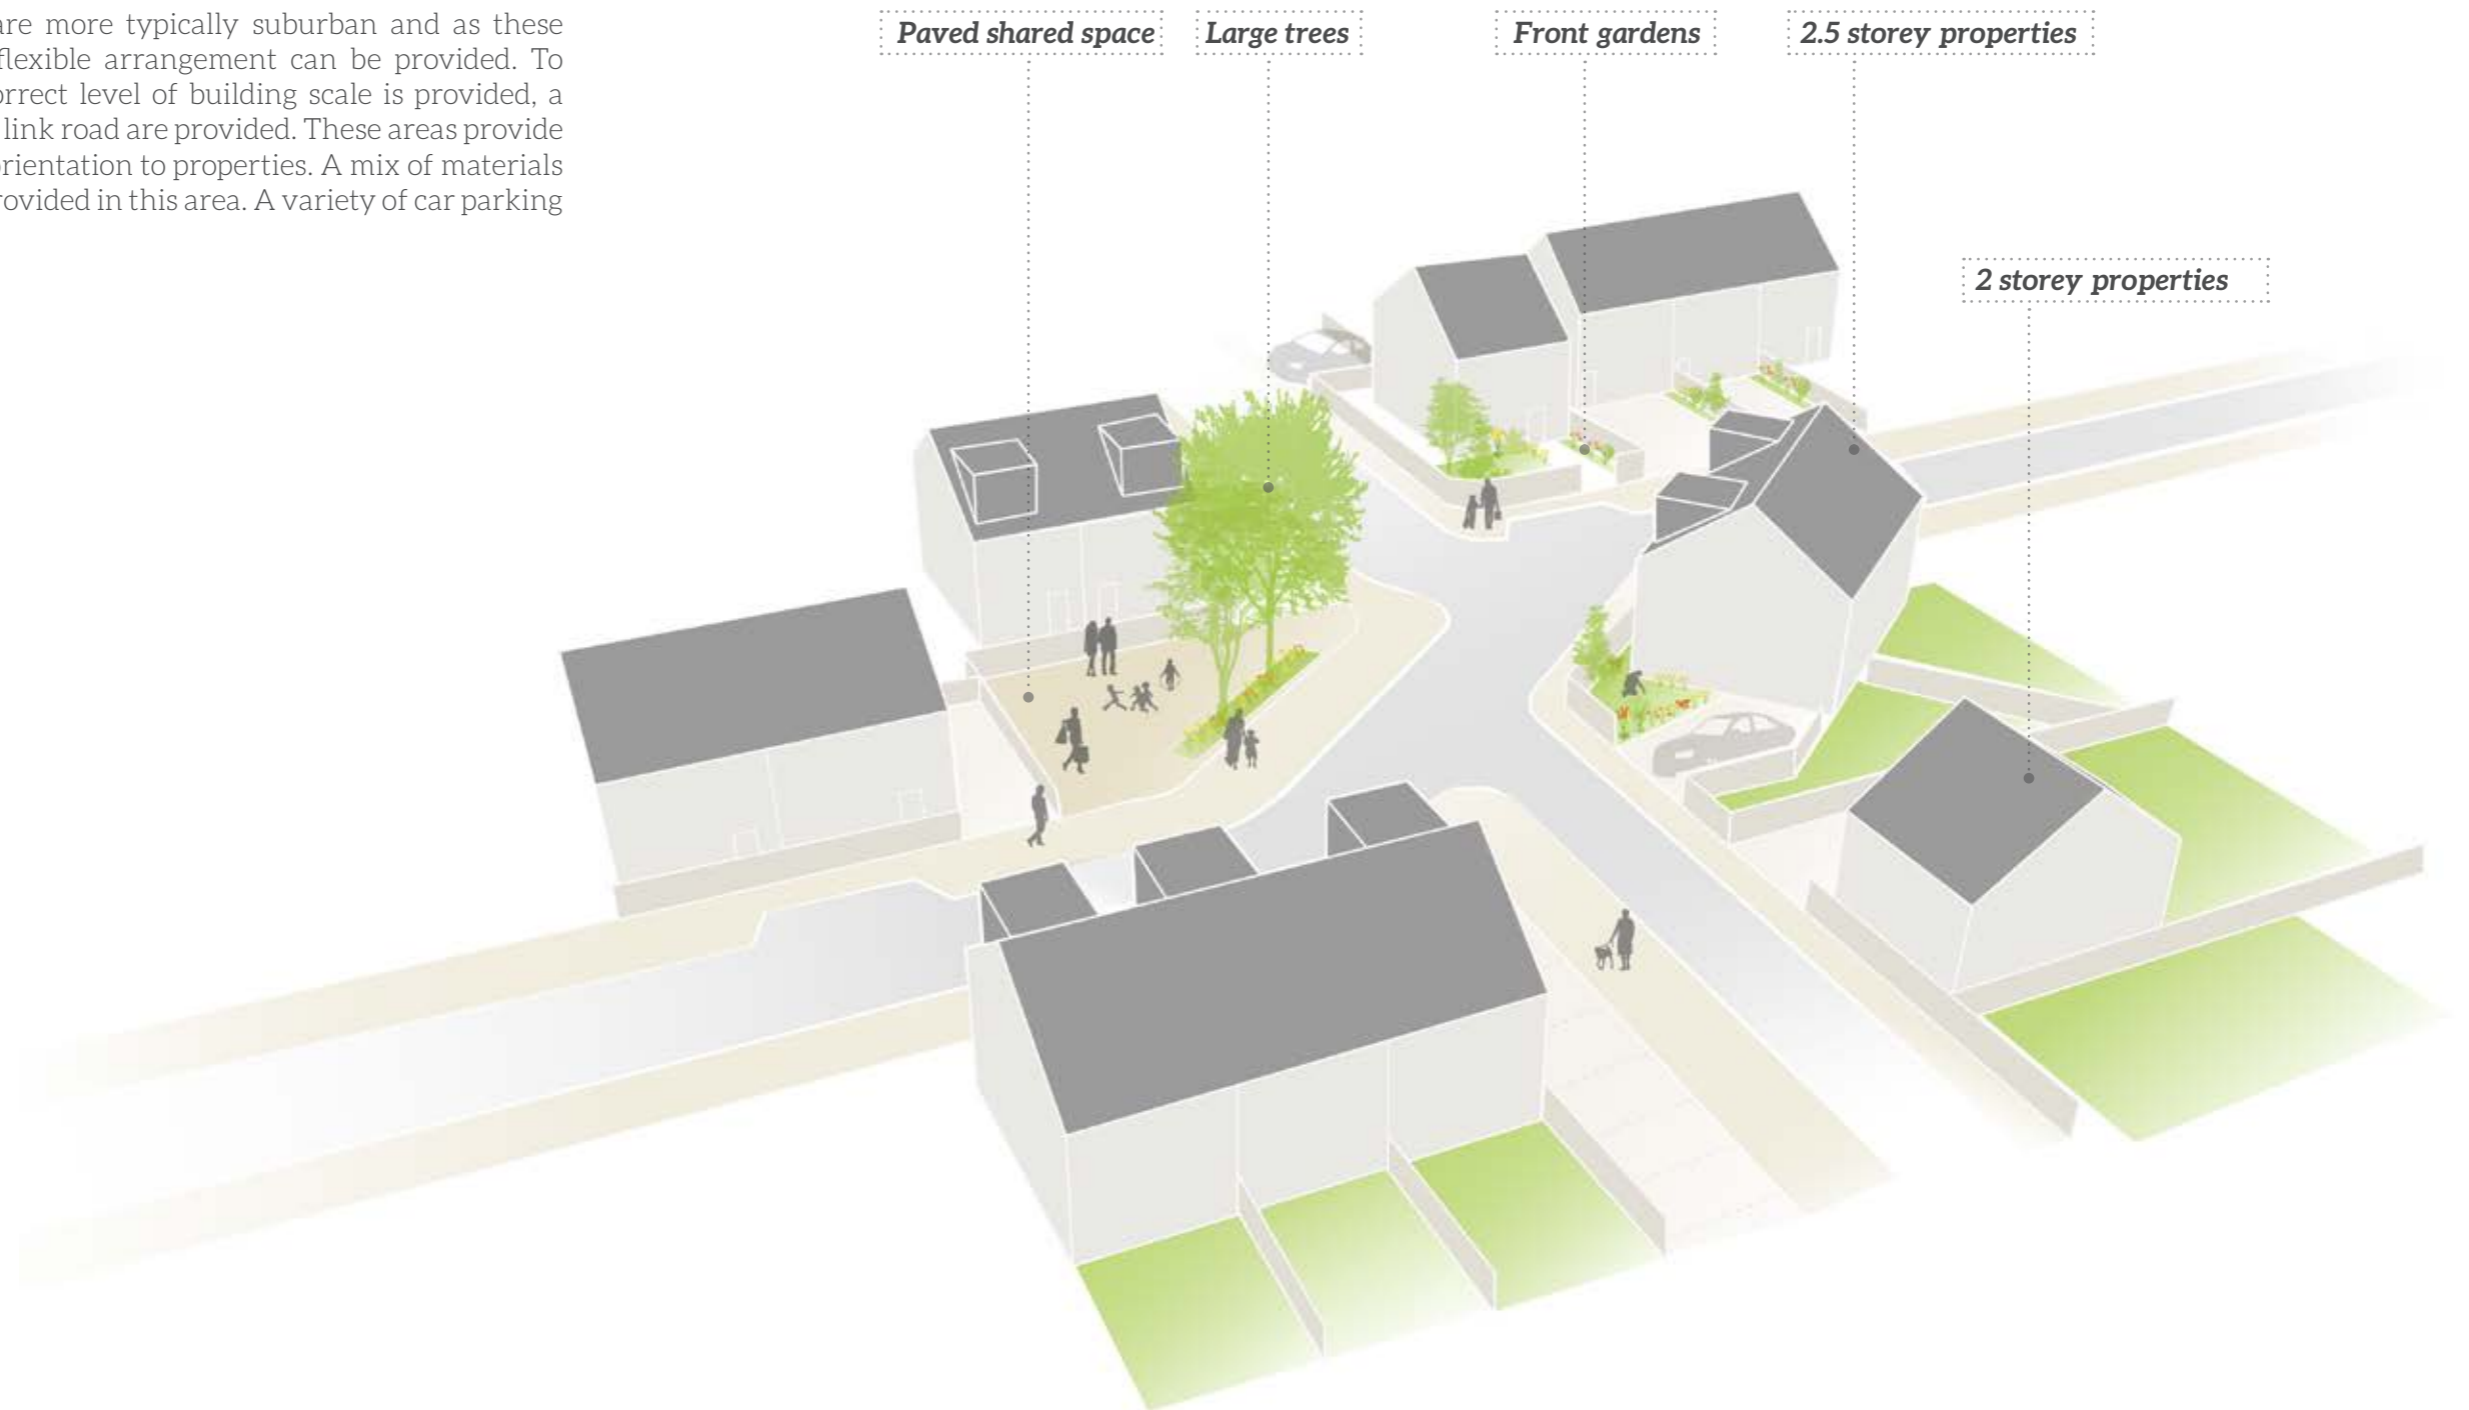 are more typically suburban and as these
flexible arrangement can be provided. To
orrect level of building scale is provided, a
link road are provided. These areas provide
orientation to properties. A mix of materials
rovided in this area. A variety of car parking
Paved shared space
Large trees
Front gardens
2.5 storey properties
2 storey properties